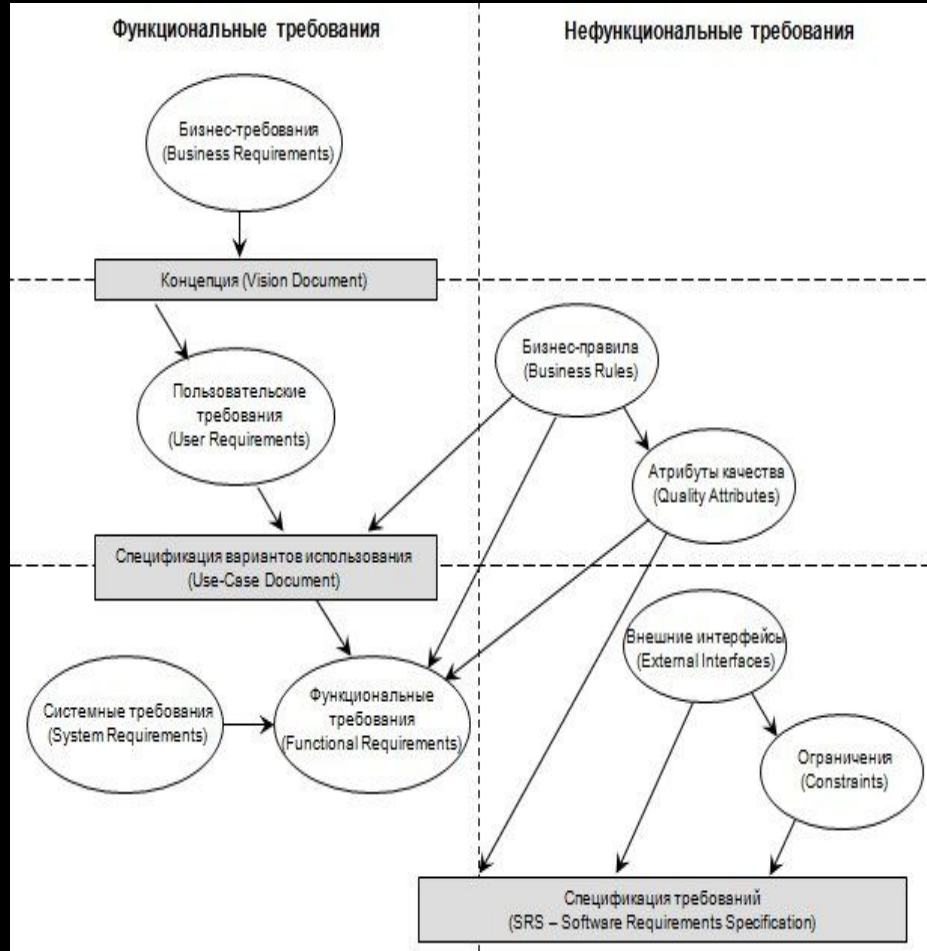 Функциональные требования
Нефункциональные требования
Бизнес-требования
(Business Requirements)
Концепция (Vision Document)
Бизнес-правила
(Business Rules)
Пользовательские
требования
(User Requirements)
Атрибуты качества
(Quality Attributes)
Спецификация вариантов использования
(Use-Case Document)
Внешние интерфейсы
(External Interfaces)
Системные требования
(System Requirements)
Функциональные
требования
(Functional Requirements)
Ограничения
(Constraints)
Спецификация требований
(SRS – Software Requirements Specification)